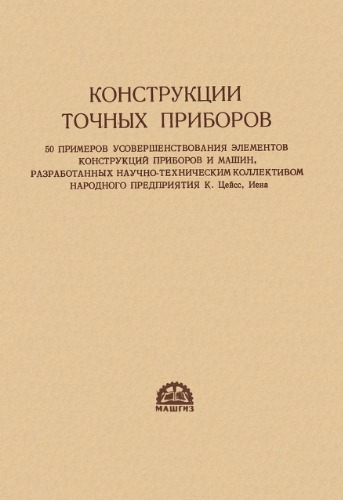 КОНСТРУКЦИИ
ТОЧНЫХ ПРИБОРОВ
50 ПРИМЕРОВ УСОВЕРШЕНСТВОВАНИЯ ЭЛЕМЕНТОВ
КОНСТРУКЦИЙ ПРИБОРОВ И МАШИН,
РАЗРАБОТАННЫХ НАУЧНО-ТЕХНИЧЕСКИМ КОЛЛЕКТИВОМ
НАРОДНОГО ПРЕДПРИЯТИЯ К. Цейсс, Иена
МАШГИЗ